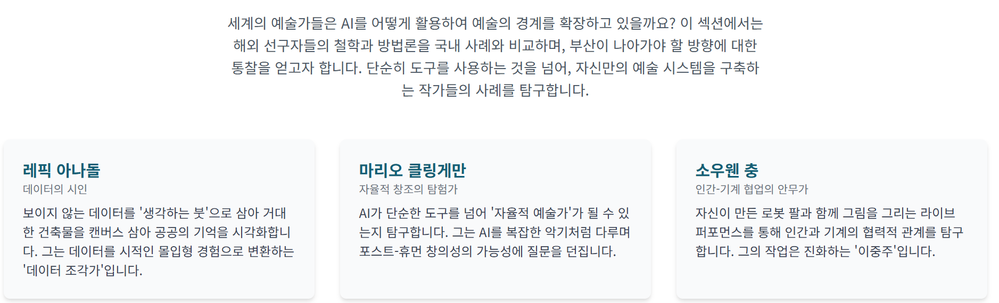 세계의 예술가들은 AI를 어떻게 활용하여 예술의 경계를 확장하고 있을까요? 이 섹션에서는
해외 선구자들의 철학과 방법론을 국내 사례와 비교하며, 부산이 나아가야 할 방향에 대한
통찰을 얻고자 합니다. 단순히 도구를 사용하는 것을 넘어, 자신만의 예술 시스템을 구축하
는 작가들의 사례를 탐구합니다.
레픽 아나돌
데이터의 시인
보이지 않는 데이터를 '생각하는 붓'으로 삼아 거대
한 건축물을 캔버스 삼아 공공의 기억을 시각화합니
다. 그는 데이터를 시적인 몰입형 경험으로 변환하는
'데이터 조각가'입니다.
마리오 클링게만
자율적 창조의 탐험가
AI가 단순한 도구를 넘어 '자율적 예술가'가 될 수 있
는지 탐구합니다. 그는 AI를 복잡한 악기처럼 다루며
포스트-휴먼 창의성의 가능성에 질문을 던집니다.
소우웬 충
인간-기계 협업의 안무가
자신이 만든 로봇 팔과 함께 그림을 그리는 라이브
퍼포먼스를 통해 인간과 기계의 협력적 관계를 탐구
합니다. 그의 작업은 진화하는 '이중주'입니다.